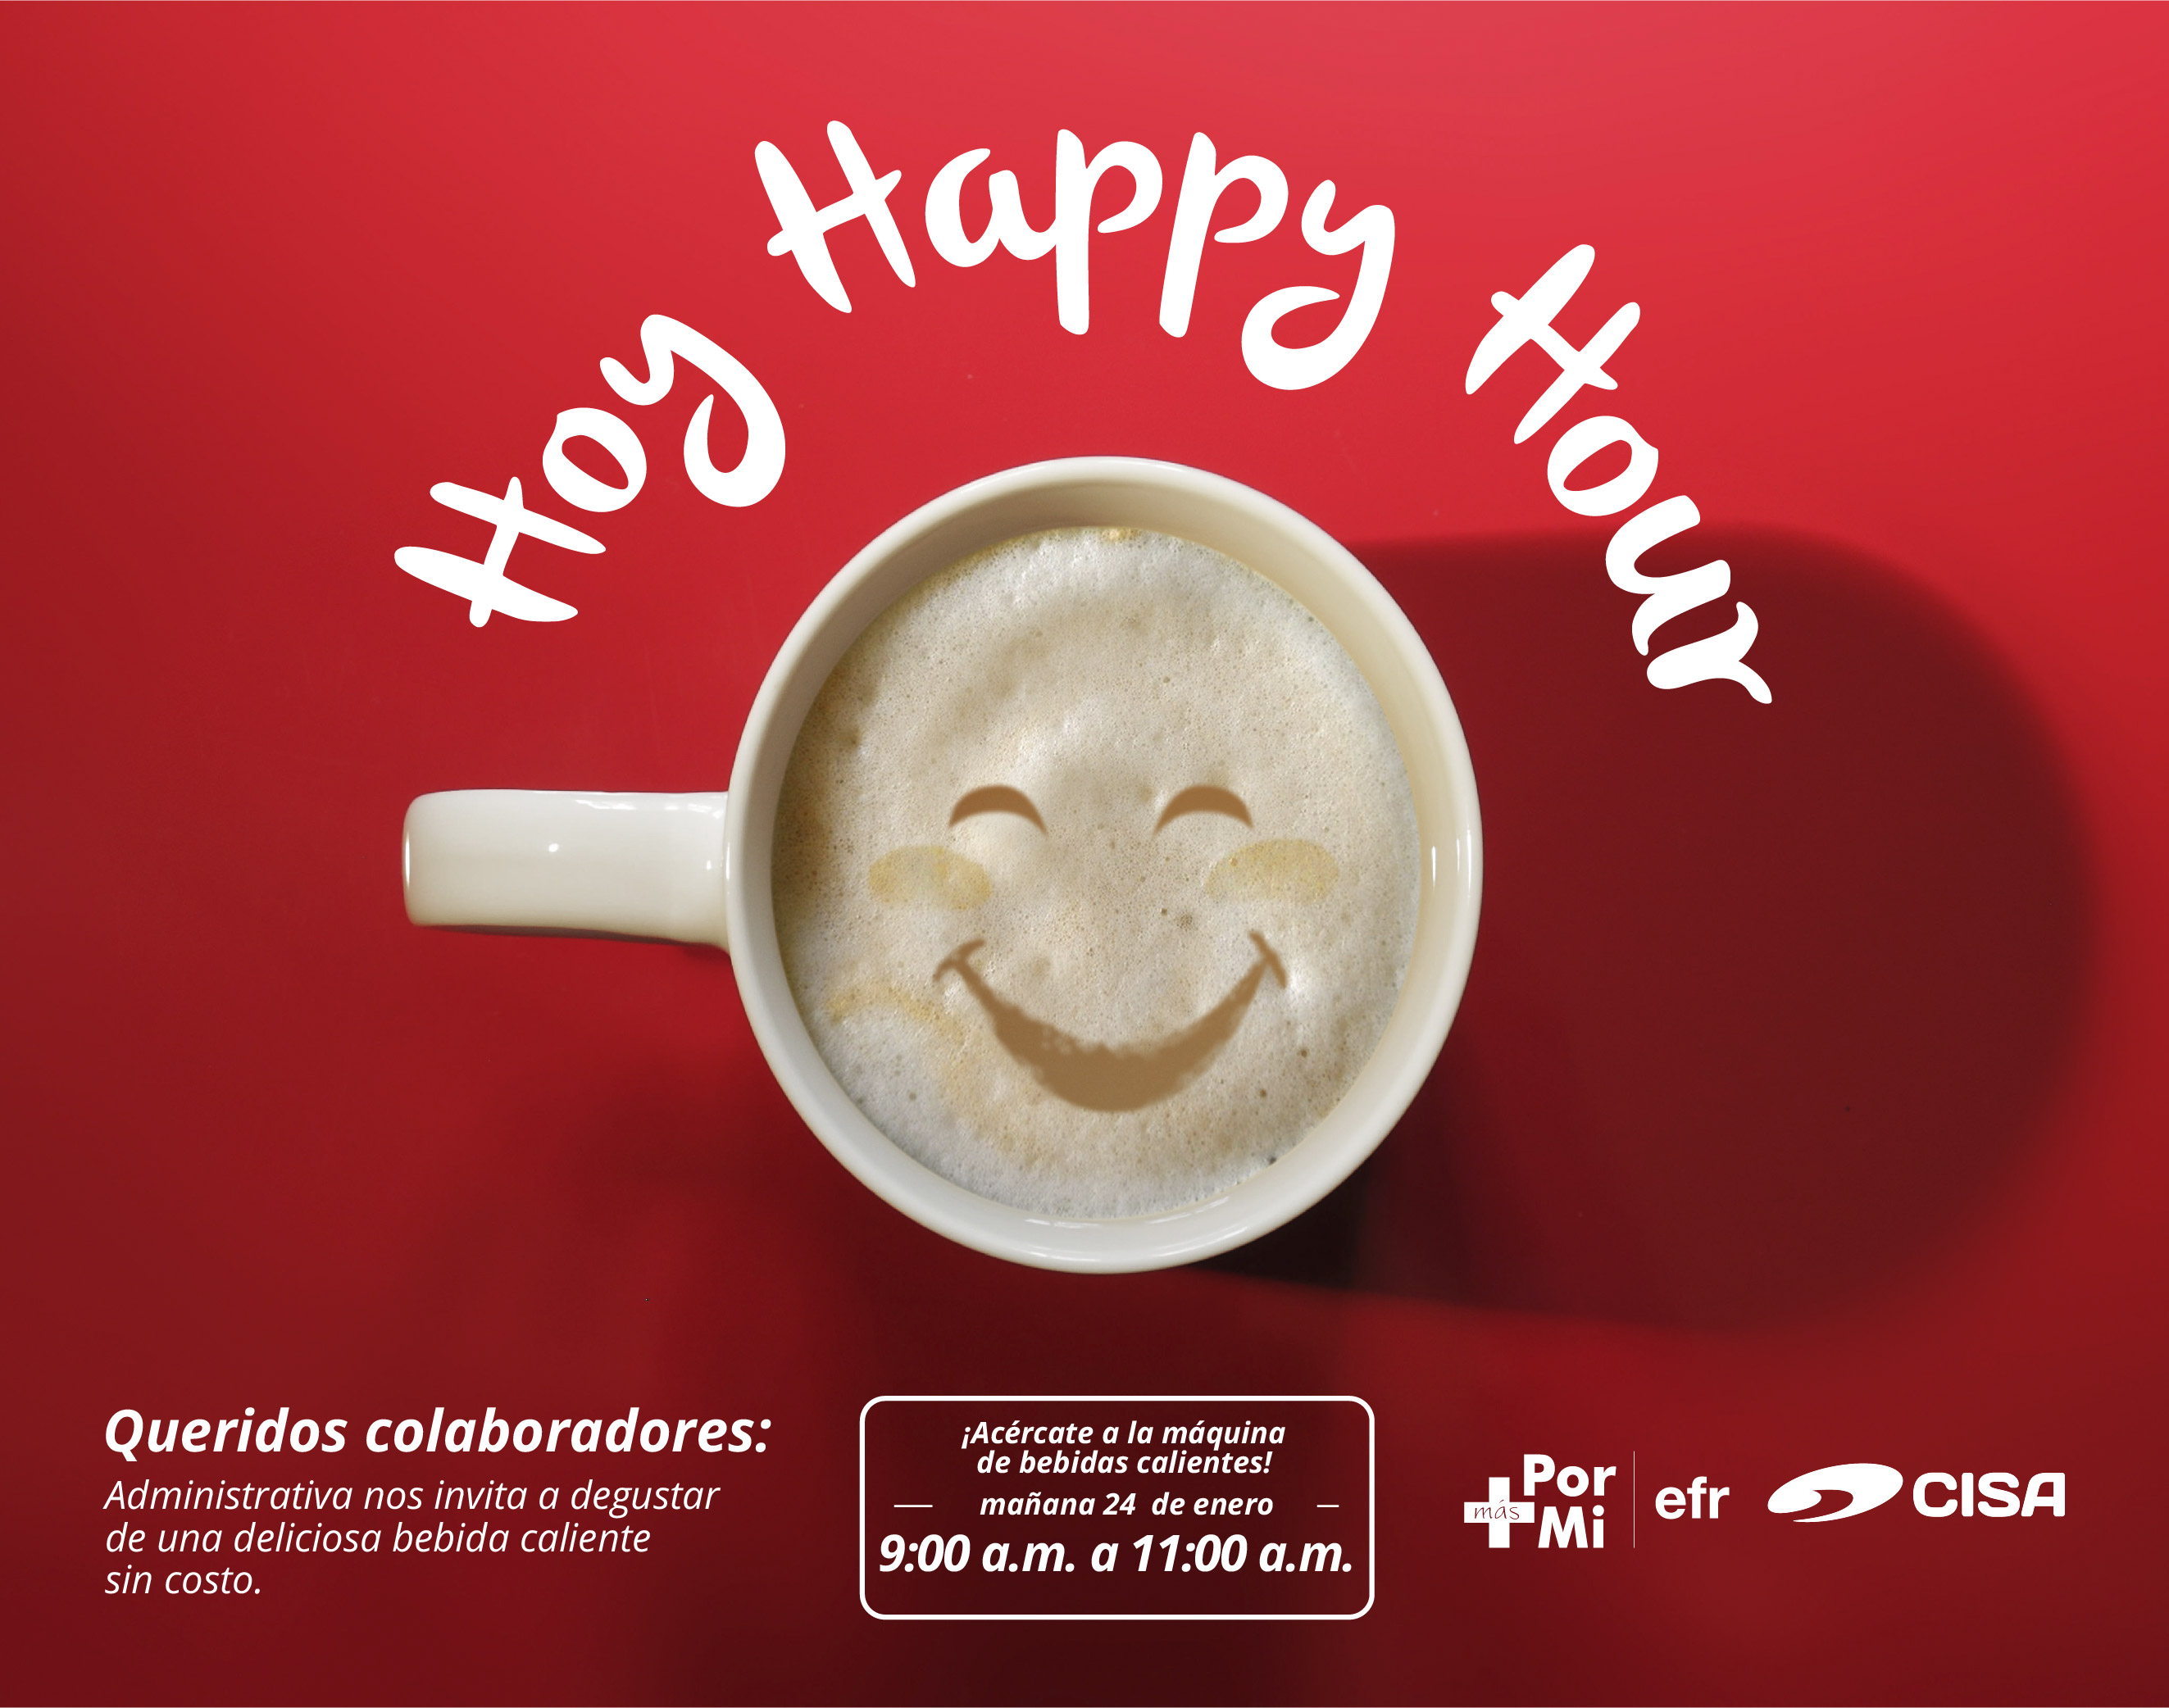 Hoy Happy Hour
Queridos colaboradores:
Administrativa nos invita a degustar
de una deliciosa bebida caliente
sin costo.
¡Acércate a la máquina
de bebidas calientes!
mañana 24 de enero
9:00 a.m. a 11:00 a.m.
más
Por
Mi
efr
CISA